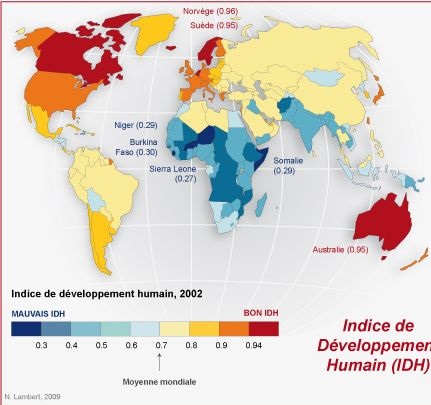 Norvège (0.96)
Suède (0.95)
Niger (0.29)
Burkina
Faso (0.30)
Sierra Leone
(0.27)
Somalie
(0.29)
Australie (0.95)
Indice de développement humain, 2002
MAUVAIS IDH BON IDH
0.3 0.4 0.5 0.6 0.7 0.8 0.9 0.94
Moyenne mondiale
Indice de
Développemen
Humain (IDH)
N. Lambert, 2009